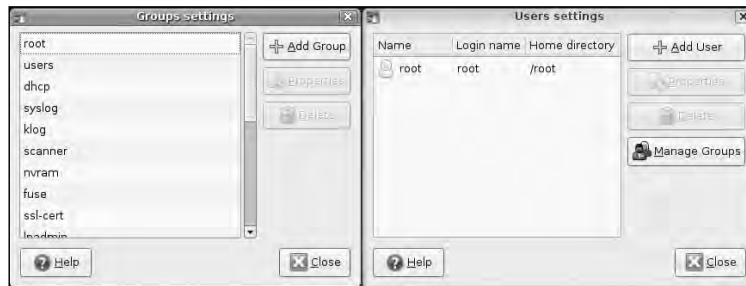 Groups settings
root
users
dhcp
syslog
klog
scanner
nvram
fuse
ssl-cert
lpadmin
Add Group
Properties
Delete
Help
Close
Users settings
Name Login name Home directory
root root /root
Add User
Properties
Delete
Manage Groups
Help
Close